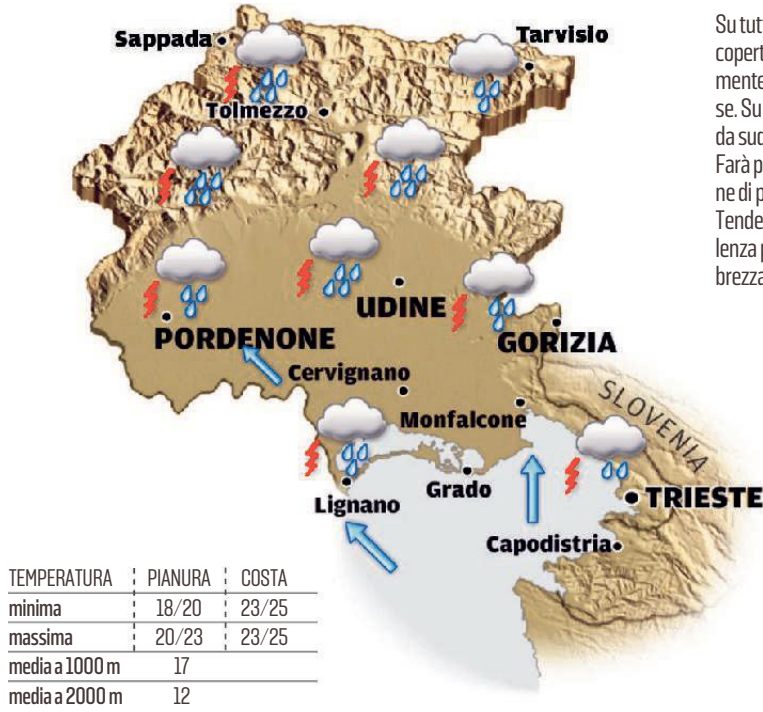 Sappada
Tarvisio
Tolmezzo
UDINE
PORDENONE
GORIZIA
Cervignano
SLOVENIA
Monfalcone
Grado
TRIESTE
Lignano
Capodistria
TEMPERATURA PIANURA COSTA
minima 18/20 23/25
massima 20/23 23/25
media a 1000 m 17
media a 2000 m 12
Su tut
copert
mente
se. Su
da sud
Farà p
ne di p
Tende
lenza p
brezza